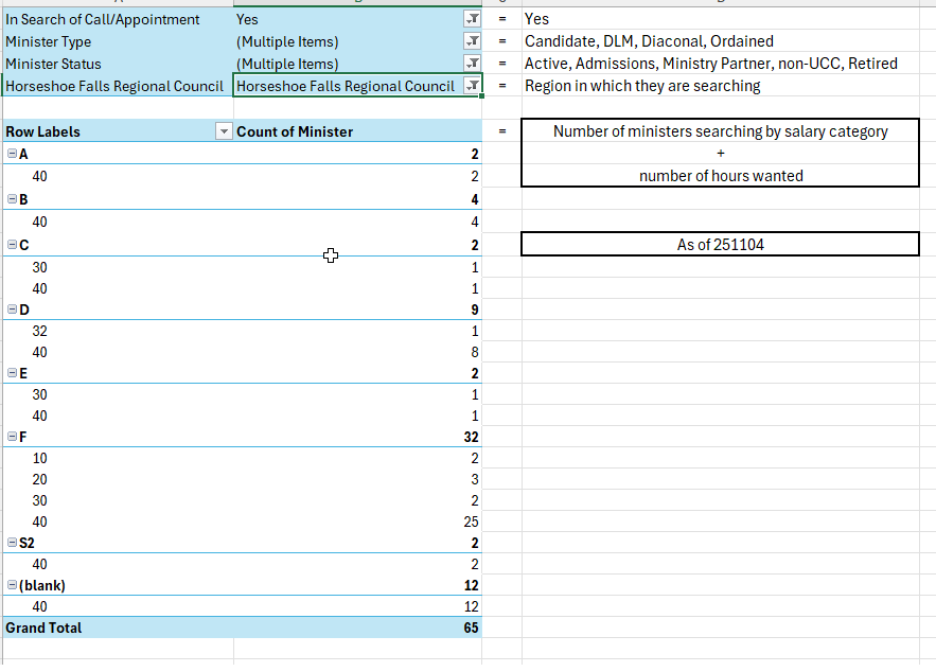 In Search of Call/Appointment Yes = Yes
Minister Type (Multiple Items) = Candidate, DLM, Diaconal, Ordained
Minister Status (Multiple Items) = Active, Admissions, Ministry Partner, non-UCC, Retired
Horseshoe Falls Regional Council Horseshoe Falls Regional Council = Region in which they are searching
Row Labels Count of Minister = Number of ministers searching by salary category
A 2 +
40 2 number of hours wanted
B 4
40 4
C 2 As of 251104
30 1
40 1
D 9
32 1
40 8
E 2
30 1
40 1
F 32
10 2
20 3
30 2
40 25
S2 2
40 2
(blank) 12
40 12
Grand Total 65